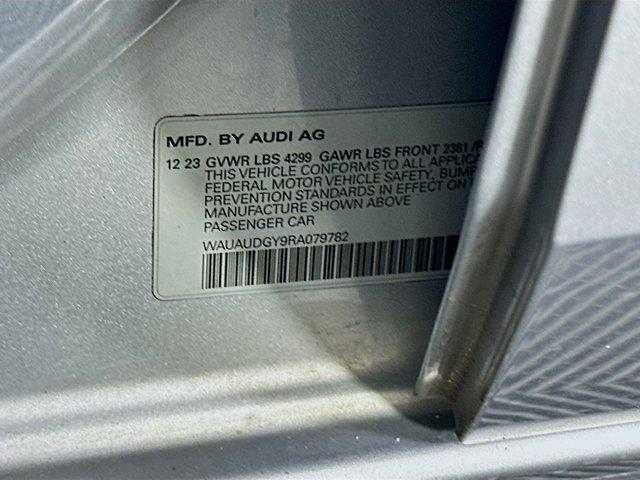 MFD. BY AUDI AG
12 23 GVWR LBS 4299 GAWR LBS FRONT 2381
THIS VEHICLE CONFORMS TO ALL
FEDERAL MOTOR VEHICLE SAFETY,
PREVENTION STANDARDS IN EFFECT ON
MANUFACTURE SHOWN ABOVE
PASSENGER CAR
WAUAUDGY9RA079782